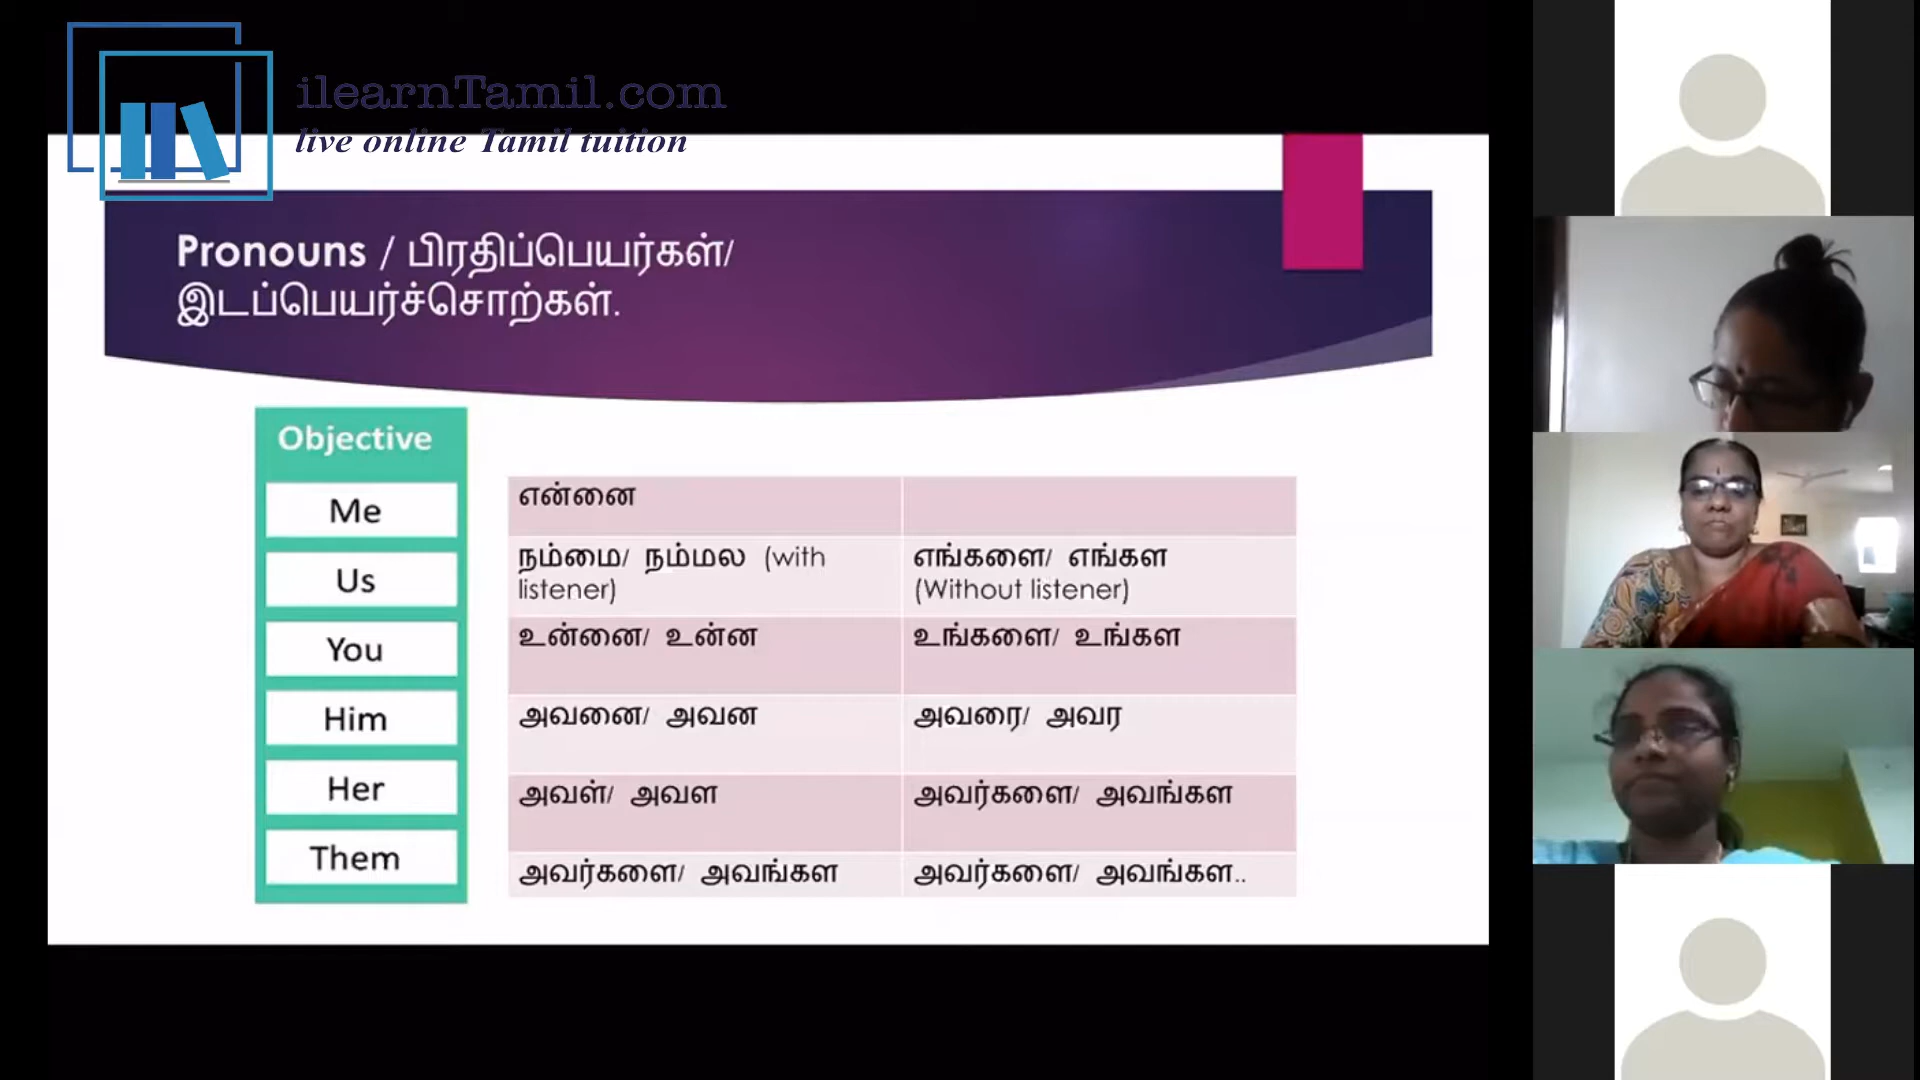 ilearnTamil.com
live online Tamil tuition
Pronouns / பிரதிப்பெயர்கள்/
இடப்பெயர்ச்சொற்கள்.
Objective
Me
என்னை
Us
நம்மை/ நம்மல (with
listener)
எங்களை/ எங்கள
(Without listener)
You
உன்னை/ உன்ன
உங்களை/ உங்கள
Him
அவனை/ அவன
அவரை/ அவர
Her
அவள்/ அவள
அவர்களை/ அவங்கள
Them
அவர்களை/ அவங்கள
அவர்களை/ அவங்கள..